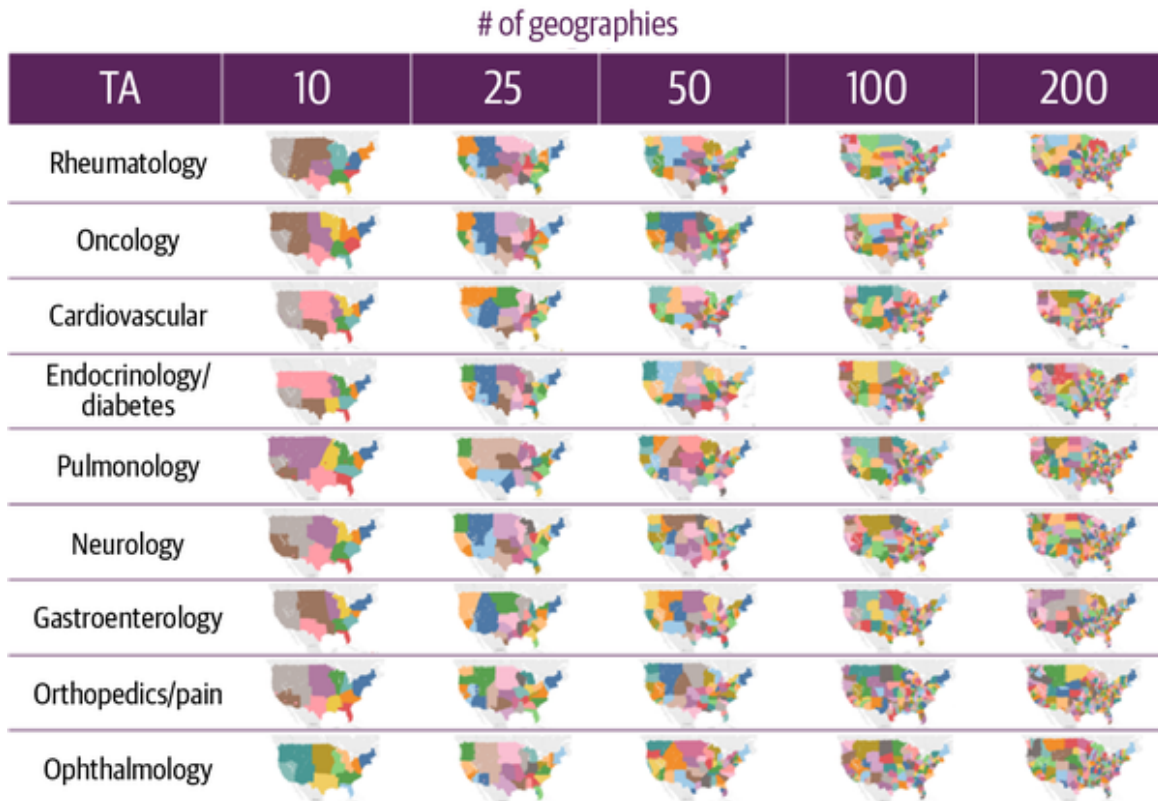 # of geographies
TA 10 25 50 100 200
Rheumatology
Oncology
Cardiovascular
Endocrinology/
diabetes
Pulmonology
Neurology
Gastroenterology
Orthopedics/pain
Ophthalmology